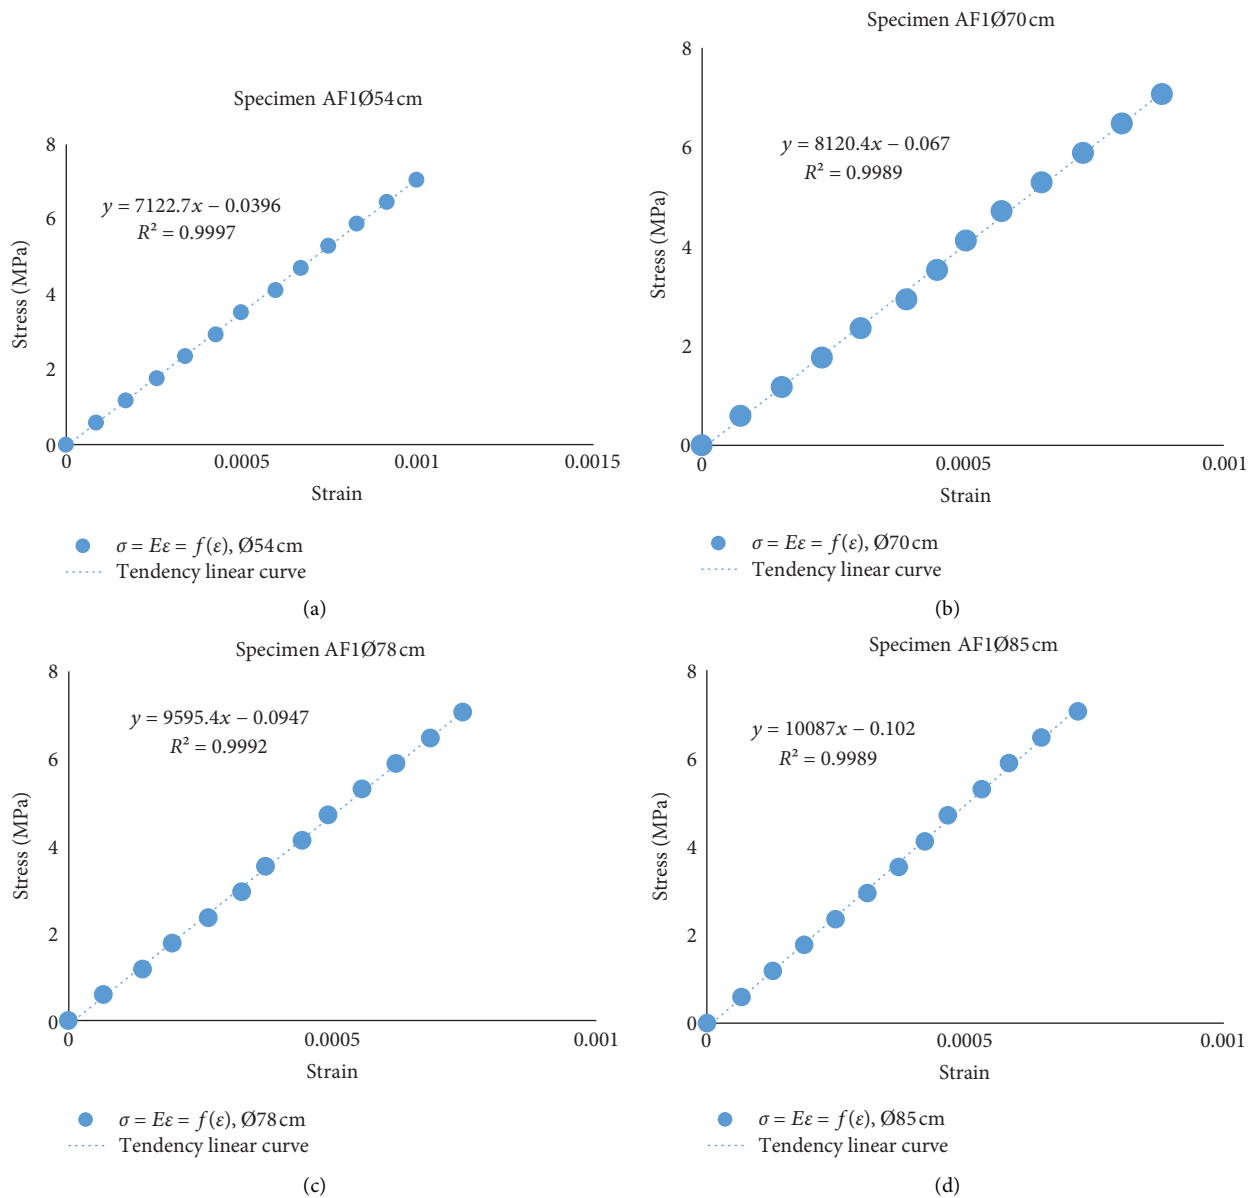 Specimen AF1Ø54 cm
y = 7122.7x − 0.0396
R² = 0.9997
Stress (MPa)
8
6
4
2
0
0 0.0005 0.001 0.0015
Strain
σ = Eε = f(ε), Ø54 cm
Tendency linear curve
(a)
Specimen AF1Ø70 cm
y = 8120.4x − 0.067
R² = 0.9989
Stress (MPa)
8
6
4
2
0
0 0.0005 0.001
Strain
σ = Eε = f(ε), Ø70 cm
Tendency linear curve
(b)
Specimen AF1Ø78 cm
y = 9595.4x − 0.0947
R² = 0.9992
Stress (MPa)
8
6
4
2
0
0 0.0005 0.001
Strain
σ = Eε = f(ε), Ø78 cm
Tendency linear curve
(c)
Specimen AF1Ø85 cm
y = 10087x − 0.102
R² = 0.9989
Stress (MPa)
8
6
4
2
0
0 0.0005 0.001
Strain
σ = Eε = f(ε), Ø85 cm
Tendency linear curve
(d)